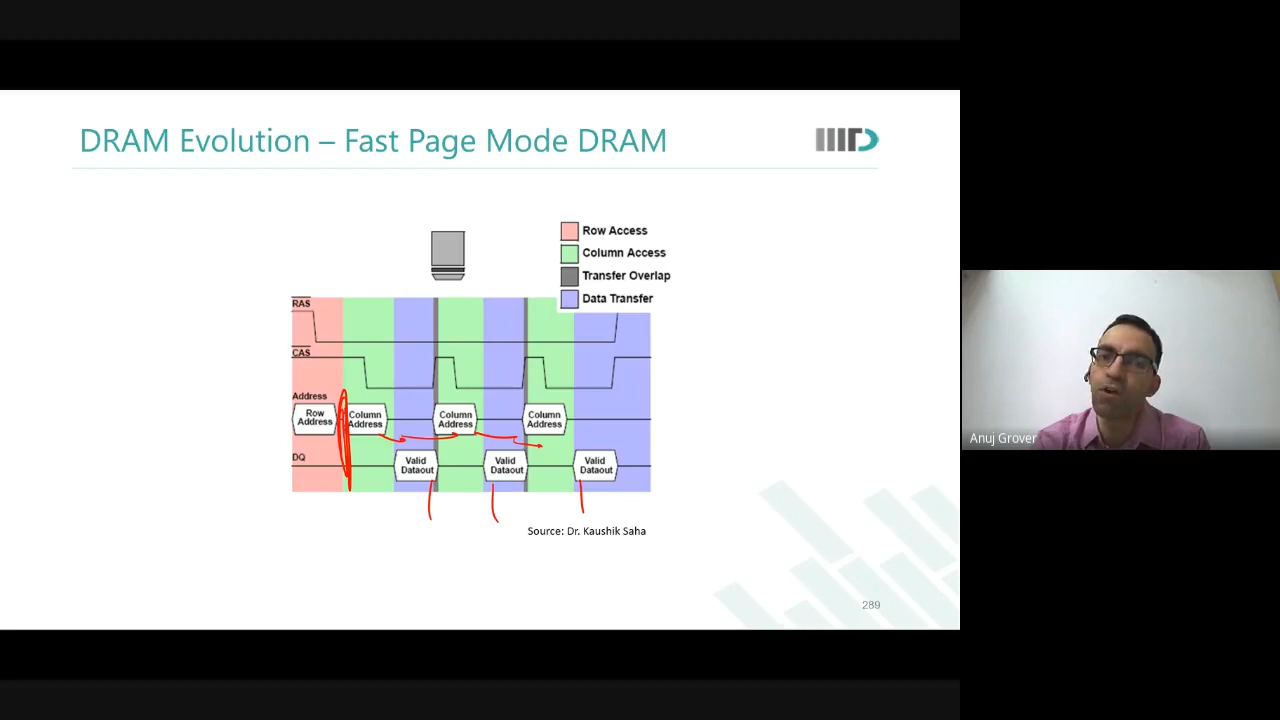 DRAM Evolution – Fast Page Mode DRAM
IIITD
Row Access
Column Access
Transfer Overlap
Data Transfer
RAS
CAS
Address
Row
Address
Column
Address
Column
Address
Column
Address
DQ
Valid
Dataout
Valid
Dataout
Valid
Dataout
Source: Dr. Kaushik Saha
289
Anuj Grover